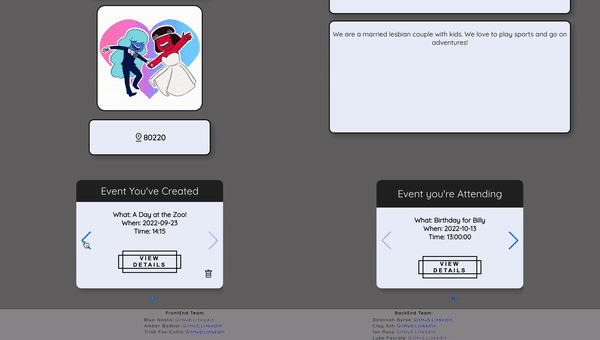 We are a married lesbian couple with kids. We love to play sports and go on
adventures!
80220
Event You've Created
What: A Day at the Zoo!
When: 2022-09-23
Time: 14:15
VIEW
DETAILS
Event you're Attending
What: Birthday for Billy
When: 2022-10-13
Time: 13:00:00
VIEW
DETAILS
FrontEnd Team:
Blue Neólis: GitHub LinkedIn
Amber Bodnar: GitHub LinkedIn
Trish Fox-Collis: GitHub LinkedIn
BackEnd Team:
GitHub LinkedIn
Clay Ash: GitHub LinkedIn
Ian Ross: GitHub LinkedIn
Luke Pascale: GitHub LinkedIn